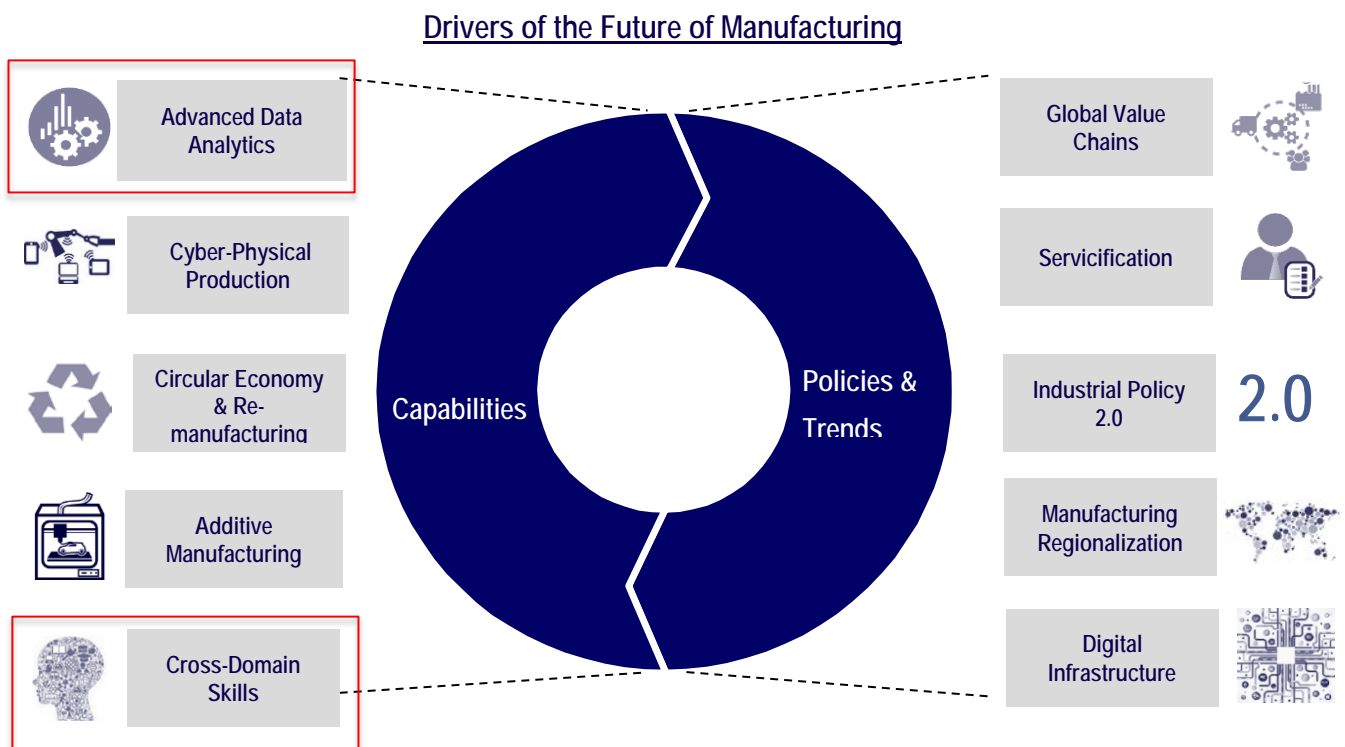 Drivers of the Future of Manufacturing
Advanced Data
Analytics
Cyber-Physical
Production
Circular Economy
& Re-
manufacturing
Additive
Manufacturing
Cross-Domain
Skills
Capabilities
Policies &
Trends
Global Value
Chains
Servicification
Industrial Policy
2.0
2.0
Manufacturing
Regionalization
Digital
Infrastructure